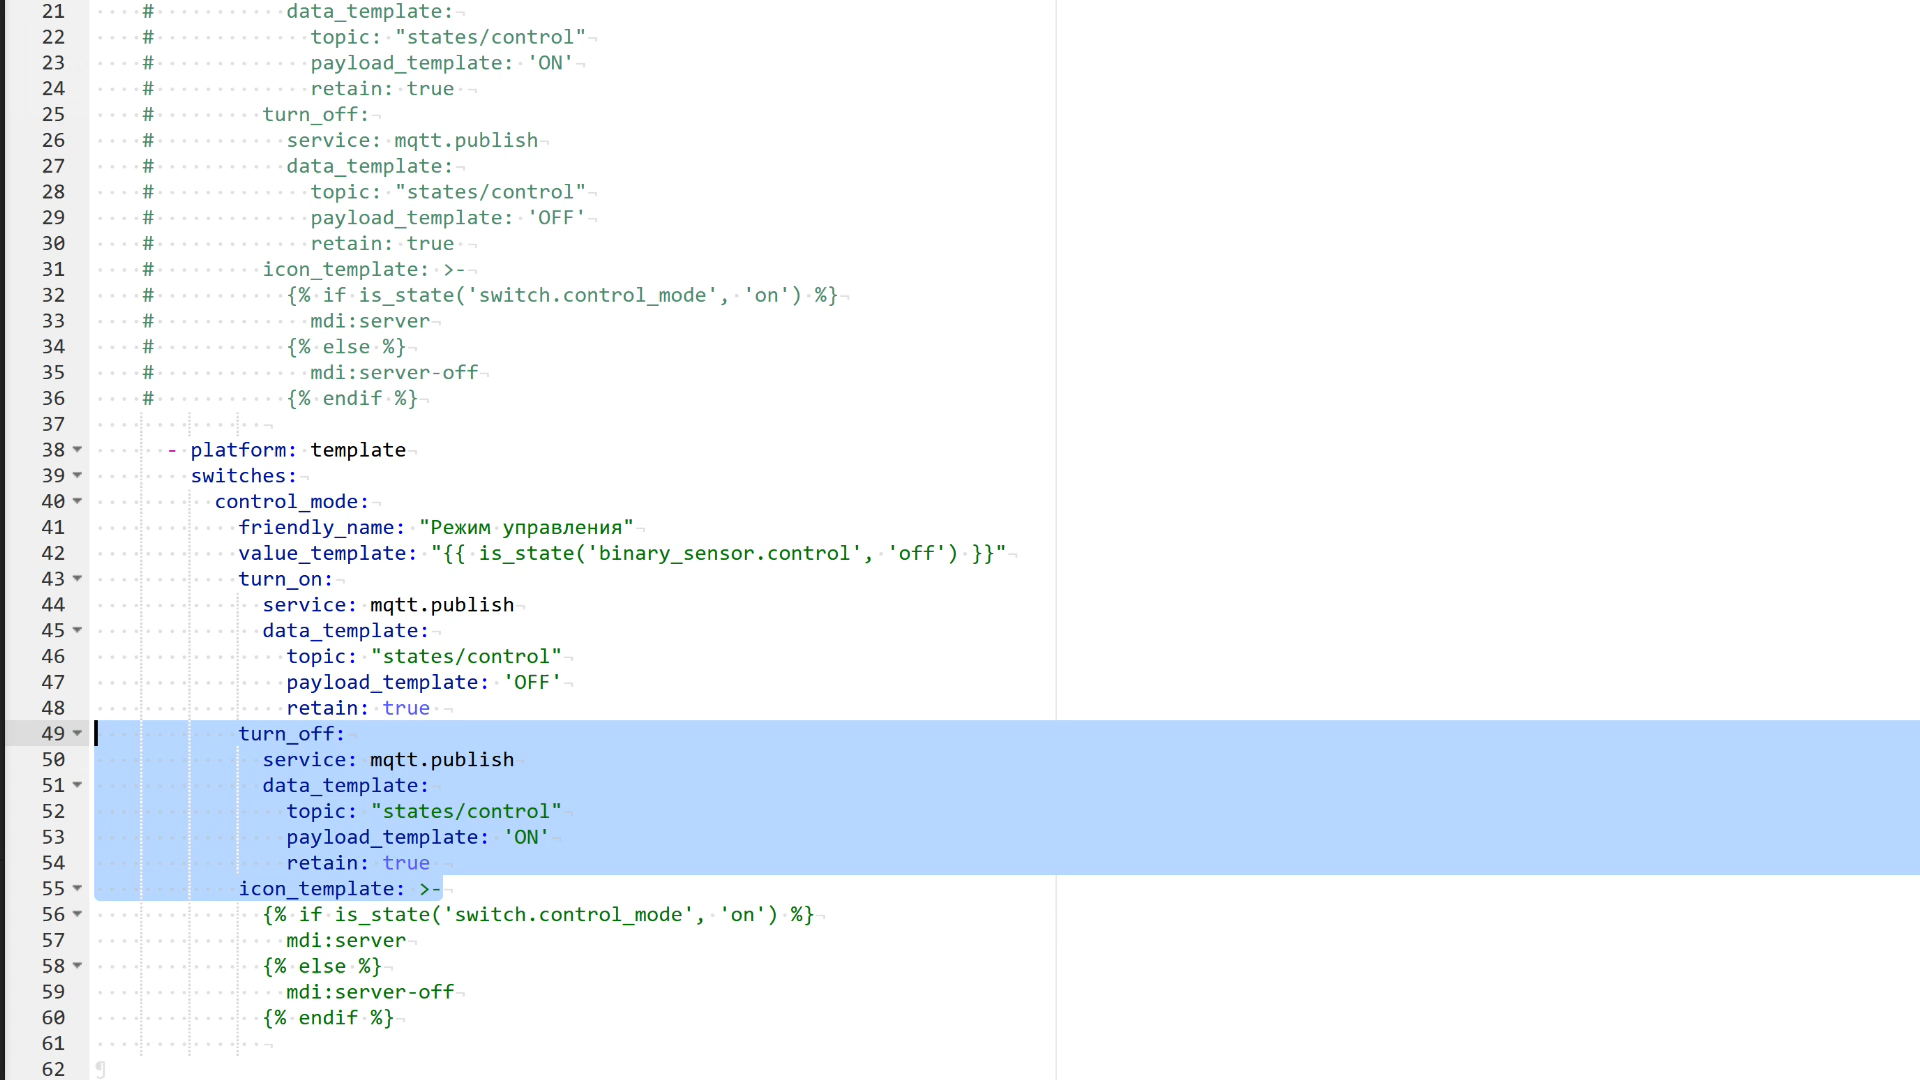 21 # data_template:
22 # topic: "states/control"
23 # payload_template: 'ON'
24 # retain: true
25 # turn_off:
26 # service: mqtt.publish
27 # data_template:
28 # topic: "states/control"
29 # payload_template: 'OFF'
30 # retain: true
31 # icon_template: >-
32 # {% if is_state('switch.control_mode', 'on') %}
33 # mdi:server
34 # {% else %}
35 # mdi:server-off
36 # {% endif %}
37
38 - platform: template
39 switches:
40 control_mode:
41 friendly_name: "Режим управления"
42 value_template: "{{ is_state('binary_sensor.control', 'off') }}"
43 turn_on:
44 service: mqtt.publish
45 data_template:
46 topic: "states/control"
47 payload_template: 'OFF'
48 retain: true
49 turn_off:
50 service: mqtt.publish
51 data_template:
52 topic: "states/control"
53 payload_template: 'ON'
54 retain: true
55 icon_template: >-
56 {% if is_state('switch.control_mode', 'on') %}
57 mdi:server
58 {% else %}
59 mdi:server-off
60 {% endif %}
61
62